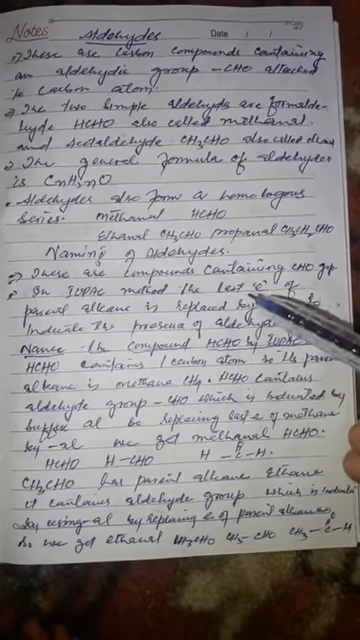 Notes
Aldehydes Date / /
These are carbon compounds containing
an aldehydic group -CHO attached
to carbon atom.
The two simple aldehydes are formalde-
hyde HCHO also called methanal
and Acetaldehyde CH3CHO also called
The general formula of aldehydes
is CnH2nO
Aldehydes also form a homologous
series. methanal HCHO
Ethanal CH3CHO propanal CH3CH2CHO
Naming of Aldehydes.
These are compounds containing CHO grp.
In IUPAC method the last 'e' of
parent alkane is replaced by
Indicate the presence of aldehyde
Name the compound HCHO by IUPAC
HCHO contains 1 carbon atom so its parent
alkane is methane CH4. HCHO contains
aldehyde group -CHO which is indicated by
suffix al so replacing last e of methane
by -al we get methanal HCHO.
HCHO H-CHO H-C-H.
O
CH3CHO has parent alkane Ethane
it contains aldehyde group which is indicate
by using -al by replacing e of parent alkane
So we get ethanal CH3CHO CH3-CHO CH3-C-H
O